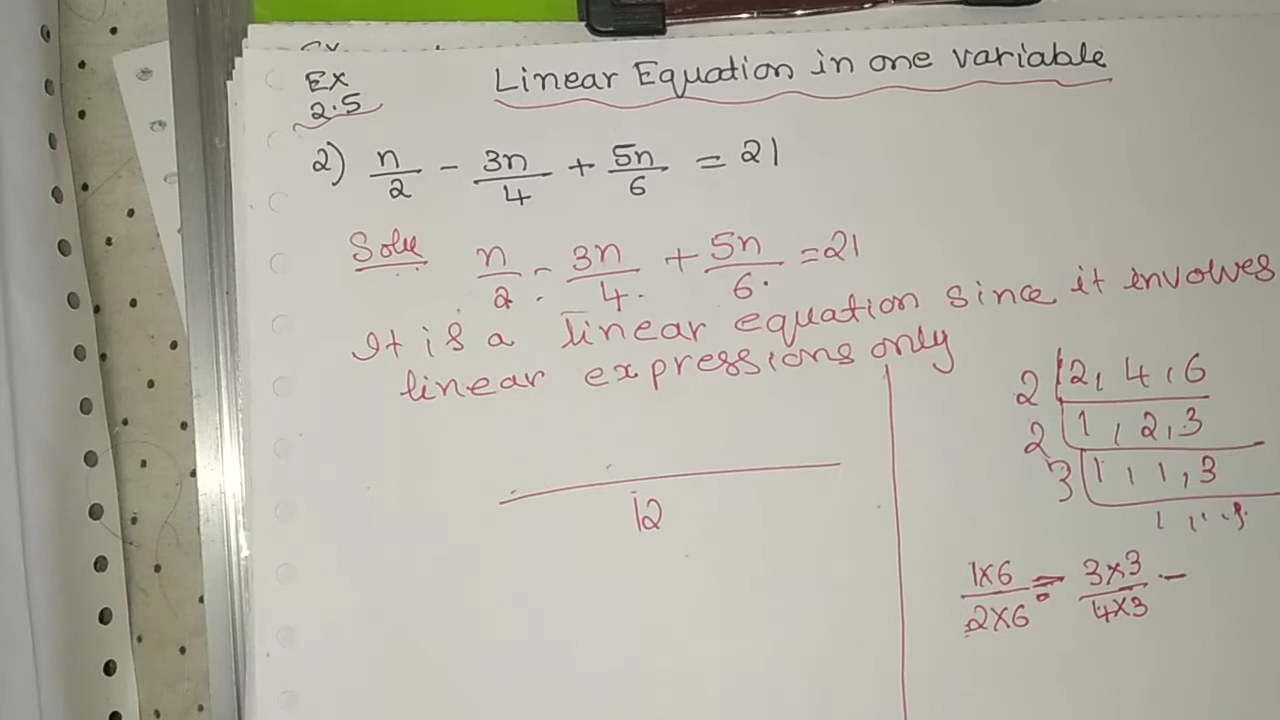 Ex
2.5
Linear Equation in one variable
2) n/2 - 3n/4 + 5n/6 = 21
Solu n/2 - 3n/4 + 5n/6 = 21
It is a linear equation since it involves
linear expressions only
12
2 | 2, 4, 6
2 | 1, 2, 3
3 | 1, 1, 3
1×6/2×6 = 3×3/4×3 -